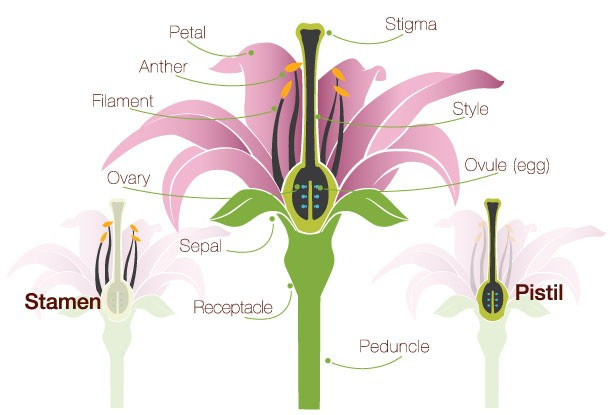 Petal
Stigma
Anther
Filament
Style
Ovary
Ovule (egg)
Sepal
Stamen
Pistil
Receptacle
Peduncle